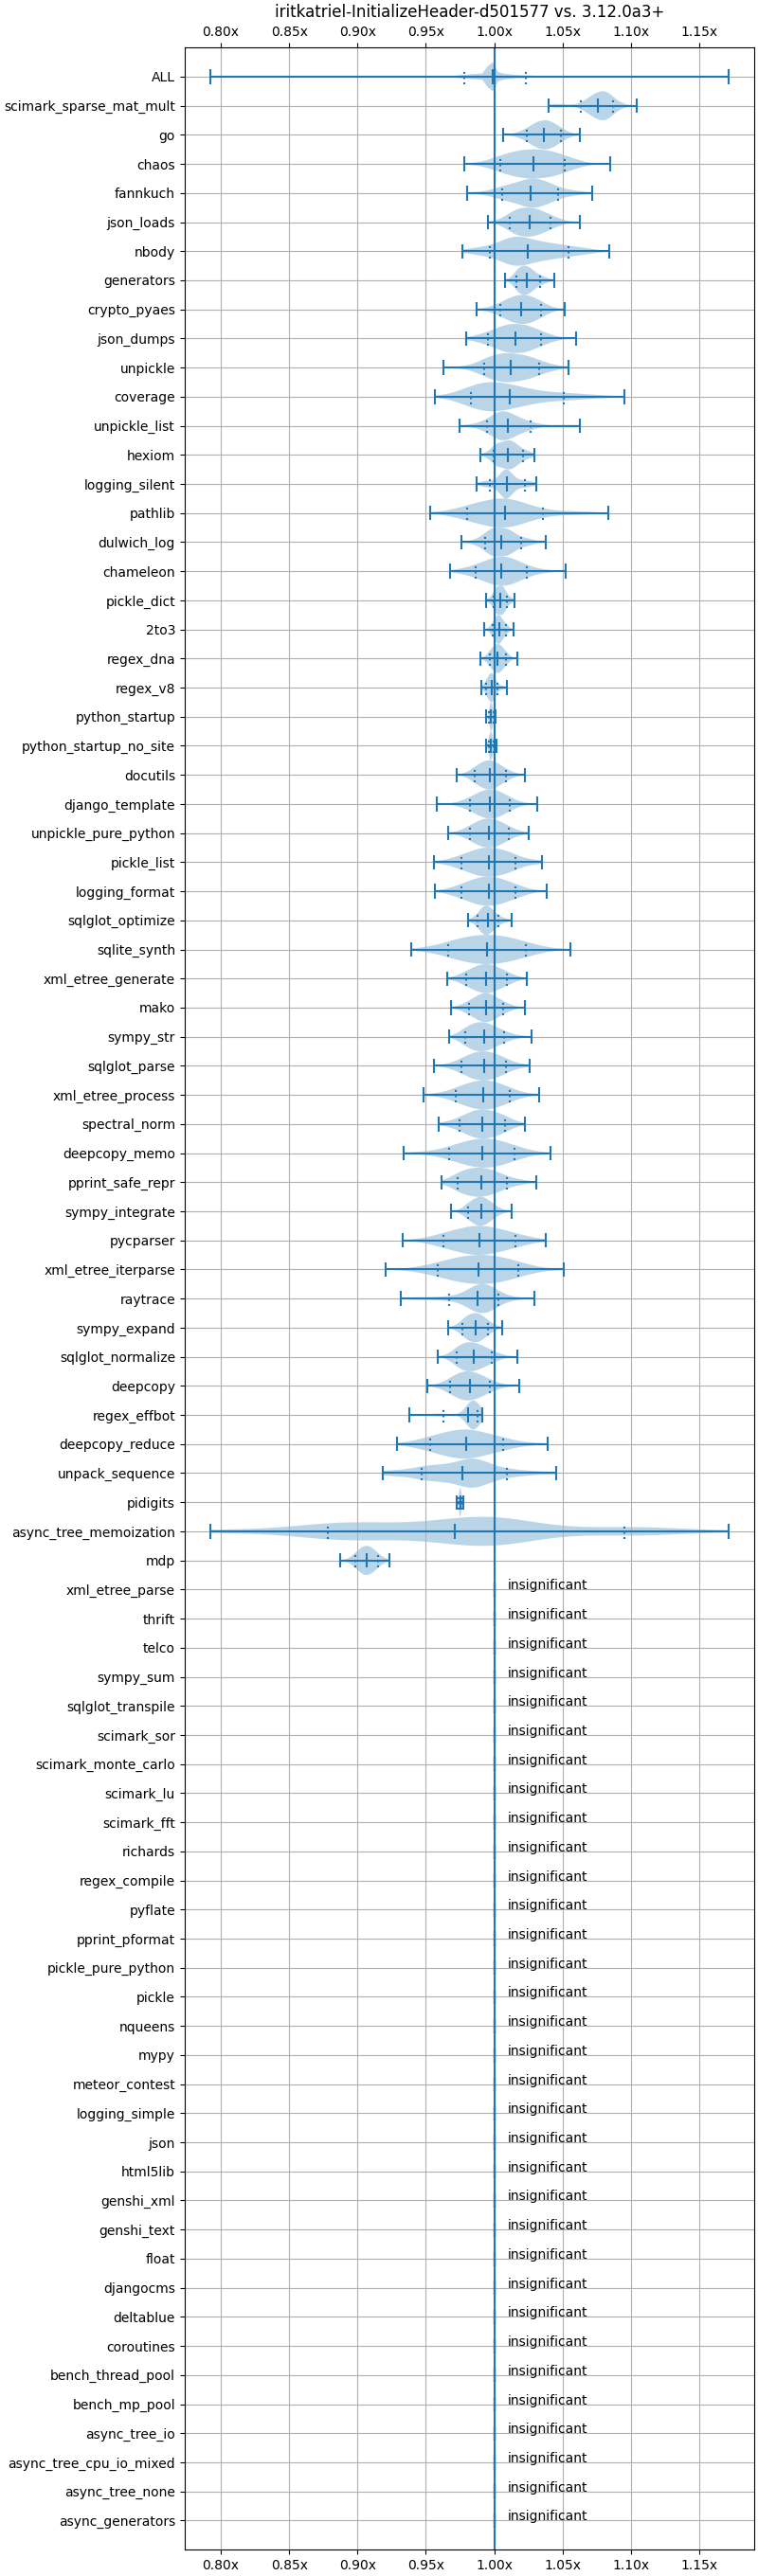 iritkatriel-InitializeHeader-d501577 vs. 3.12.0a3+
0.80x 0.85x 0.90x 0.95x 1.00x 1.05x 1.10x 1.15x
ALL
scimark_sparse_mat_mult
go
chaos
fannkuch
json_loads
nbody
generators
crypto_pyaes
json_dumps
unpickle
coverage
unpickle_list
hexiom
logging_silent
pathlib
dulwich_log
chameleon
pickle_dict
2to3
regex_dna
regex_v8
python_startup
python_startup_no_site
docutils
django_template
unpickle_pure_python
pickle_list
logging_format
sqlglot_optimize
sqlite_synth
xml_etree_generate
mako
sympy_str
sqlglot_parse
xml_etree_process
spectral_norm
deepcopy_memo
pprint_safe_repr
sympy_integrate
pycparser
xml_etree_iterparse
raytrace
sympy_expand
sqlglot_normalize
deepcopy
regex_effbot
deepcopy_reduce
unpack_sequence
pidigits
async_tree_memoization
mdp
xml_etree_parse insignificant
thrift insignificant
telco insignificant
sympy_sum insignificant
sqlglot_transpile insignificant
scimark_sor insignificant
scimark_monte_carlo insignificant
scimark_lu insignificant
scimark_fft insignificant
richards insignificant
regex_compile insignificant
pyflate insignificant
pprint_pformat insignificant
pickle_pure_python insignificant
pickle insignificant
nqueens insignificant
mypy insignificant
meteor_contest insignificant
logging_simple insignificant
json insignificant
html5lib insignificant
genshi_xml insignificant
genshi_text insignificant
float insignificant
djangocms insignificant
deltablue insignificant
coroutines insignificant
bench_thread_pool insignificant
bench_mp_pool insignificant
async_tree_io insignificant
async_tree_cpu_io_mixed insignificant
async_tree_none insignificant
async_generators insignificant
0.80x 0.85x 0.90x 0.95x 1.00x 1.05x 1.10x 1.15x